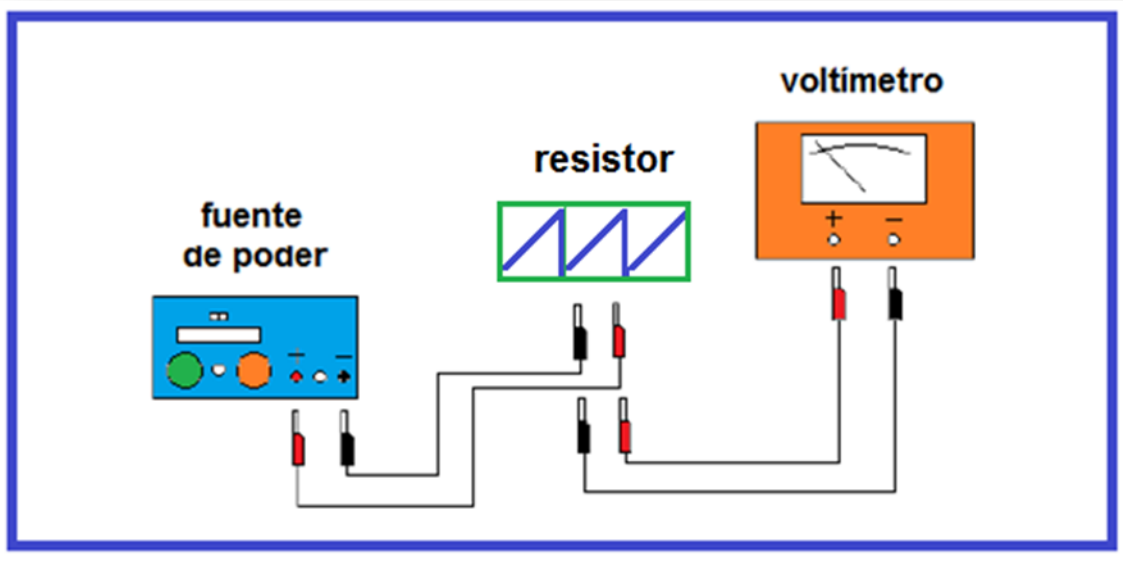 voltímetro
resistor
fuente
de poder
+ −
+ −